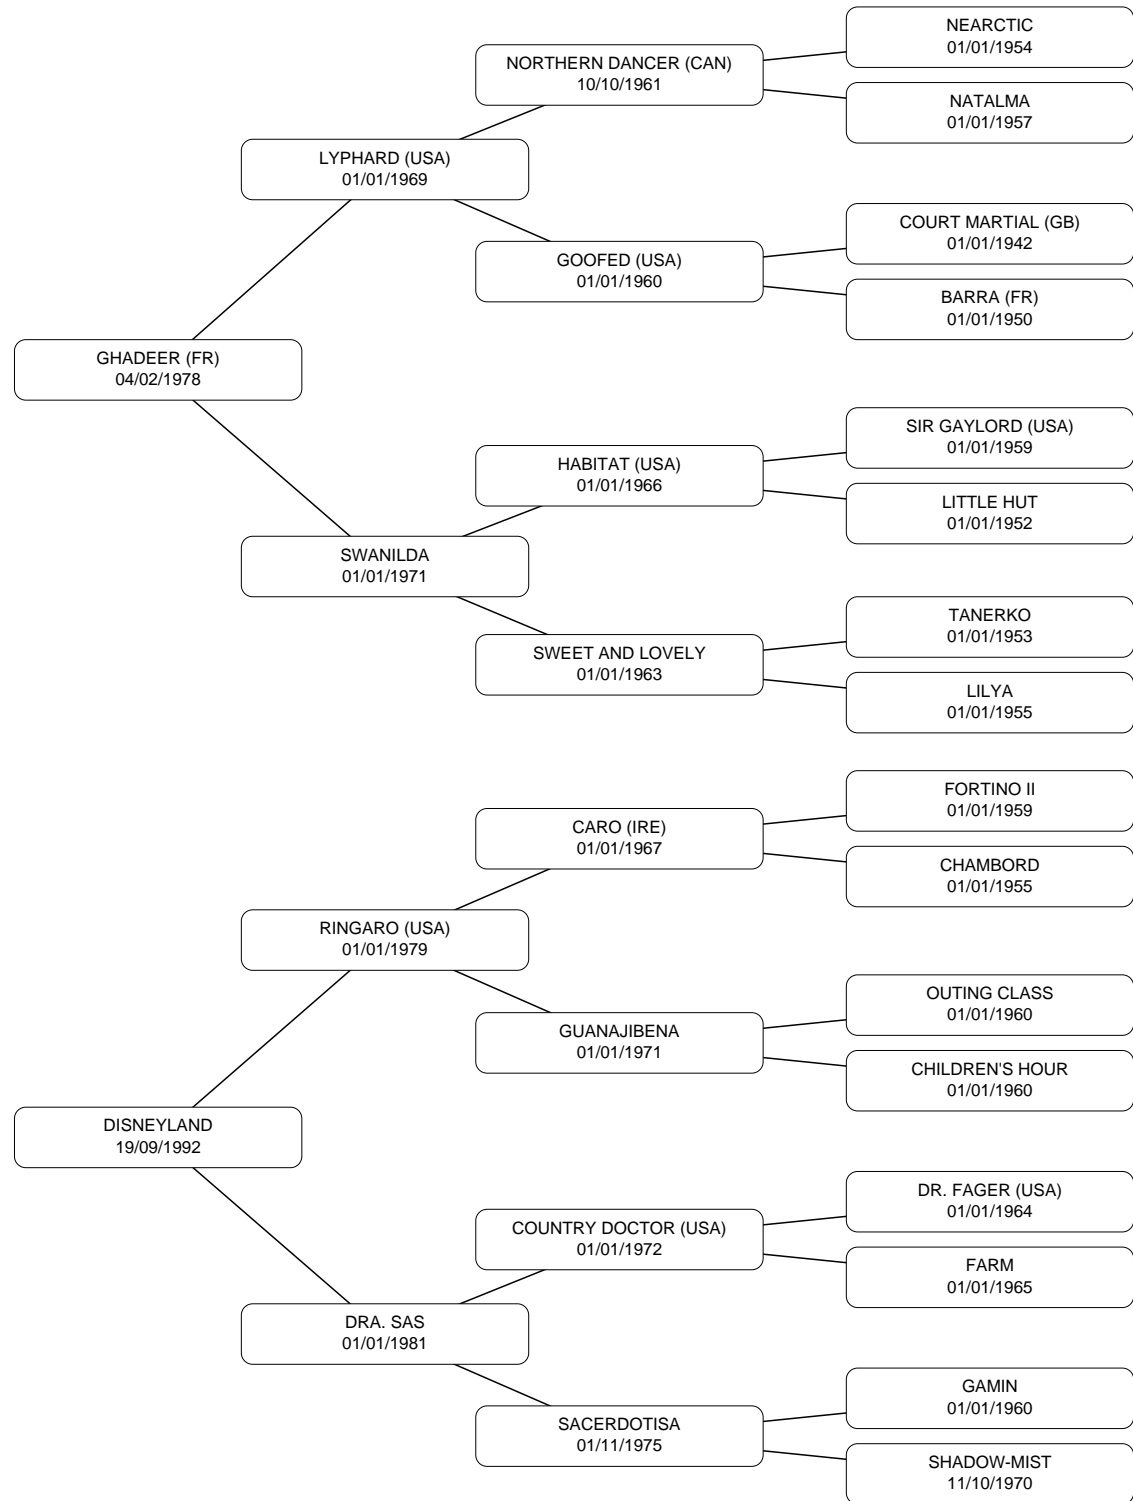 NEARCTIC
01/01/1954
NORTHERN DANCER (CAN)
10/10/1961
NATALMA
01/01/1957
LYPHARD (USA)
01/01/1969
COURT MARTIAL (GB)
01/01/1942
GOOFED (USA)
01/01/1960
BARRA (FR)
01/01/1950
GHADEER (FR)
04/02/1978
SIR GAYLORD (USA)
01/01/1959
HABITAT (USA)
01/01/1966
LITTLE HUT
01/01/1952
SWANILDA
01/01/1971
TANERKO
01/01/1953
SWEET AND LOVELY
01/01/1963
LILYA
01/01/1955
FORTINO II
01/01/1959
CARO (IRE)
01/01/1967
CHAMBORD
01/01/1955
RINGARO (USA)
01/01/1979
OUTING CLASS
01/01/1960
GUANAJIBENA
01/01/1971
CHILDREN'S HOUR
01/01/1960
DISNEYLAND
19/09/1992
DR. FAGER (USA)
01/01/1964
COUNTRY DOCTOR (USA)
01/01/1972
FARM
01/01/1965
DRA. SAS
01/01/1981
GAMIN
01/01/1960
SACERDOTISA
01/11/1975
SHADOW-MIST
11/10/1970